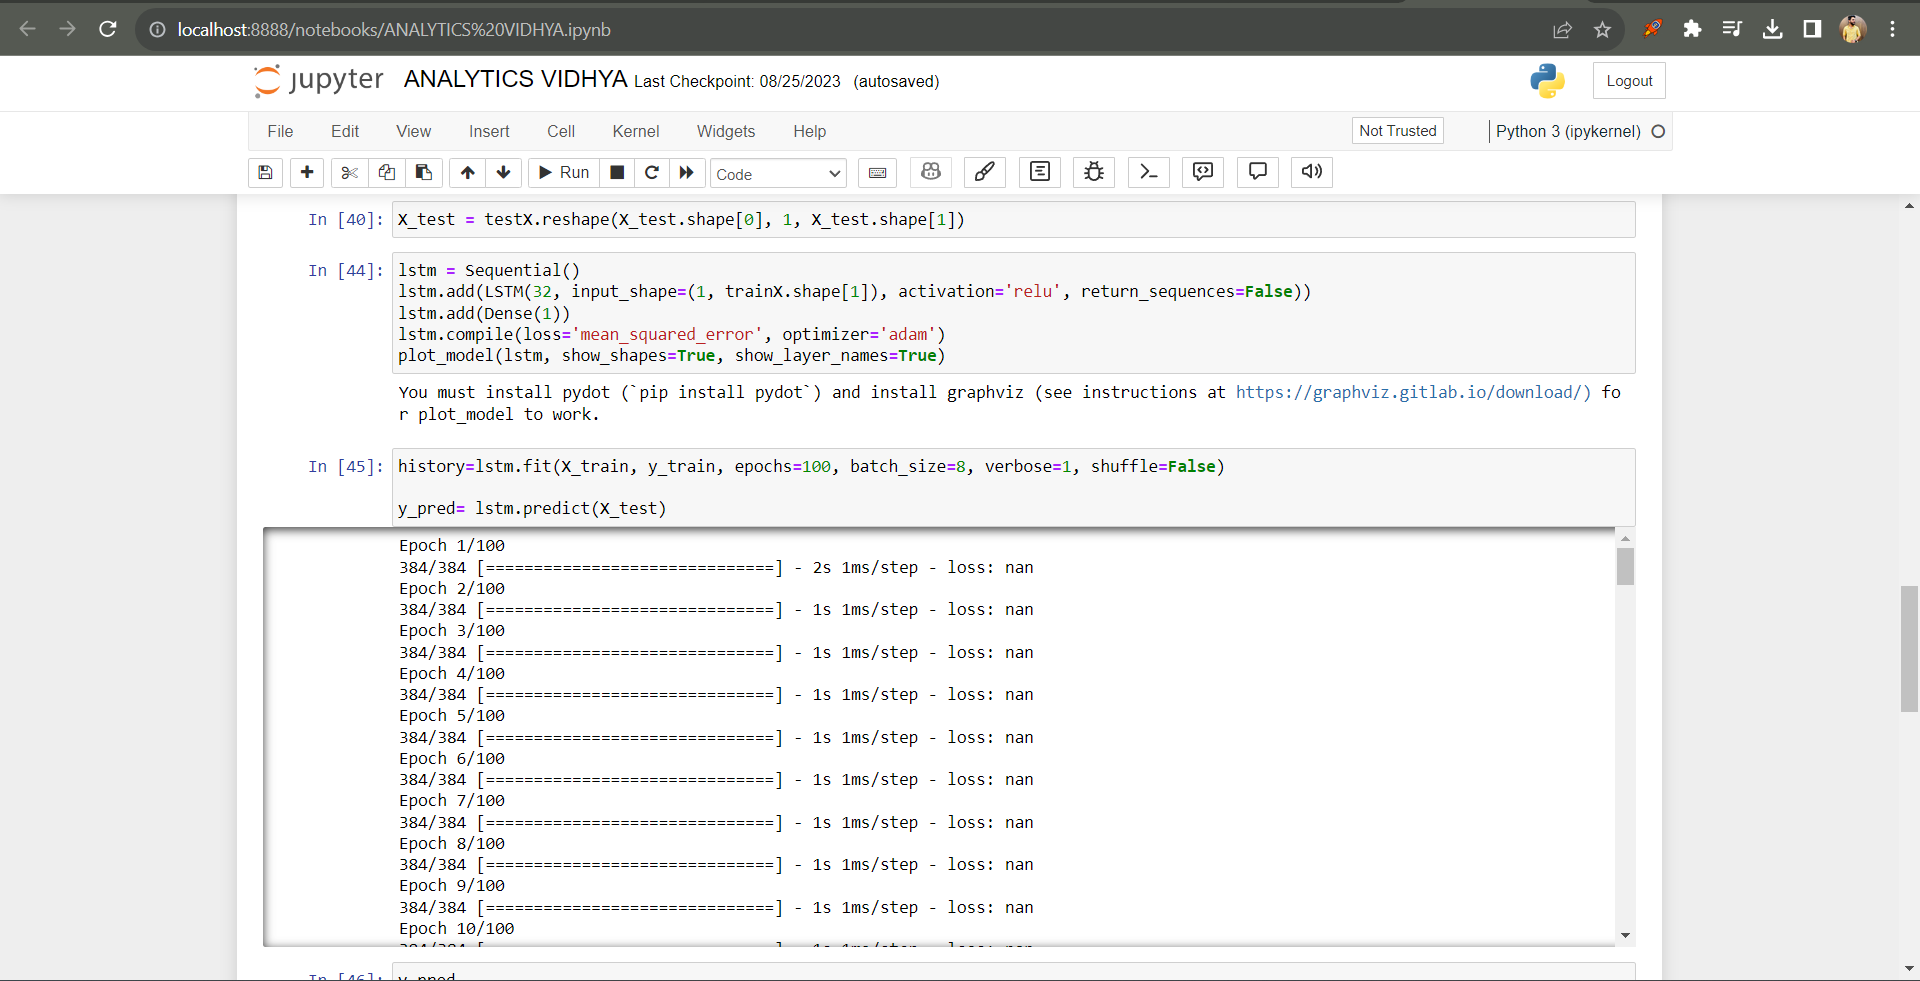 localhost:8888/notebooks/ANALYTICS%20VIDHYA.ipynb
jupyter ANALYTICS VIDHYA Last Checkpoint: 08/25/2023 (autosaved) Logout
File Edit View Insert Cell Kernel Widgets Help Not Trusted Python 3 (ipykernel)
Run Code
In [40]: X_test = testX.reshape(X_test.shape[0], 1, X_test.shape[1])
In [44]: lstm = Sequential()
lstm.add(LSTM(32, input_shape=(1, trainX.shape[1]), activation='relu', return_sequences=False))
lstm.add(Dense(1))
lstm.compile(loss='mean_squared_error', optimizer='adam')
plot_model(lstm, show_shapes=True, show_layer_names=True)
You must install pydot (`pip install pydot`) and install graphviz (see instructions at https://graphviz.gitlab.io/download/) fo
r plot_model to work.
In [45]: history=lstm.fit(X_train, y_train, epochs=100, batch_size=8, verbose=1, shuffle=False)
y_pred= lstm.predict(X_test)
Epoch 1/100
384/384 [==============================] - 2s 1ms/step - loss: nan
Epoch 2/100
384/384 [==============================] - 1s 1ms/step - loss: nan
Epoch 3/100
384/384 [==============================] - 1s 1ms/step - loss: nan
Epoch 4/100
384/384 [==============================] - 1s 1ms/step - loss: nan
Epoch 5/100
384/384 [==============================] - 1s 1ms/step - loss: nan
Epoch 6/100
384/384 [==============================] - 1s 1ms/step - loss: nan
Epoch 7/100
384/384 [==============================] - 1s 1ms/step - loss: nan
Epoch 8/100
384/384 [==============================] - 1s 1ms/step - loss: nan
Epoch 9/100
384/384 [==============================] - 1s 1ms/step - loss: nan
Epoch 10/100
384/384 [==============================] - 1s 1ms/step - loss: nan
In [46]: y_pred